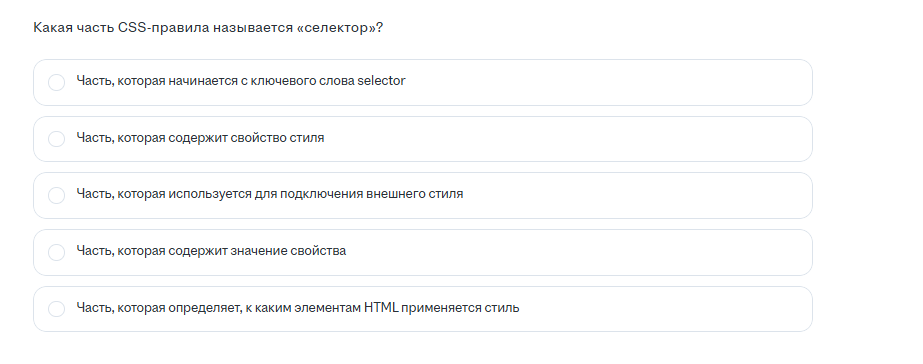 Какая часть CSS-правила называется «селектор»?
Часть, которая начинается с ключевого слова selector
Часть, которая содержит свойство стиля
Часть, которая используется для подключения внешнего стиля
Часть, которая содержит значение свойства
Часть, которая определяет, к каким элементам HTML применяется стиль